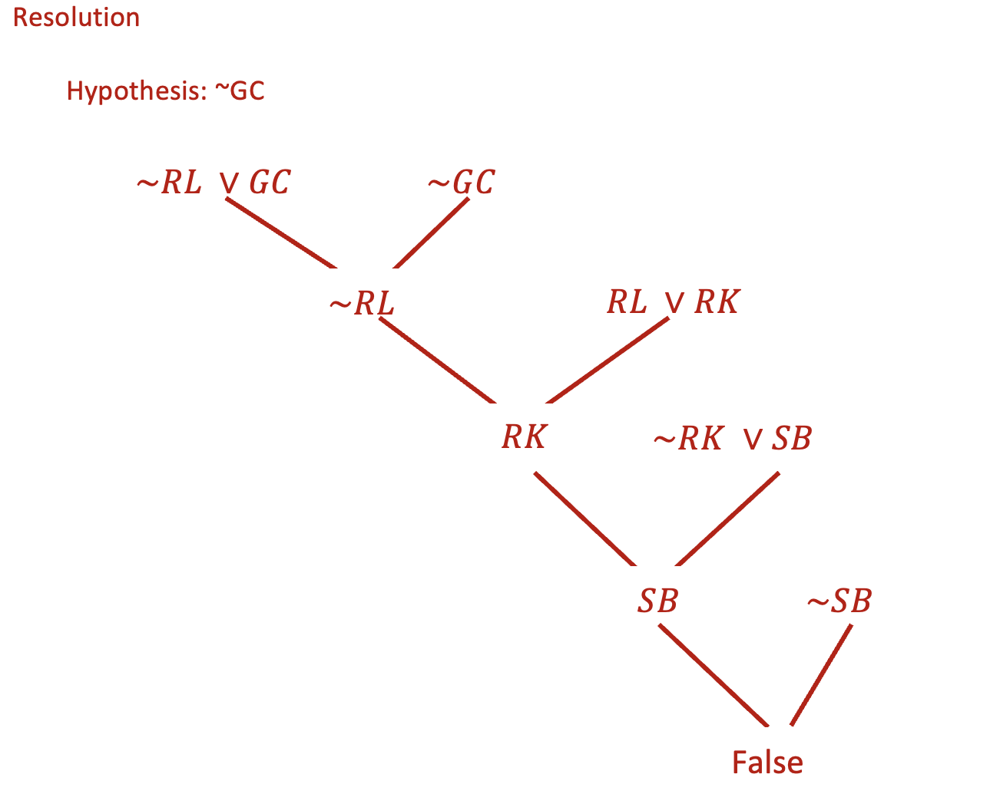 Resolution
Hypothesis: ~GC
~RL ∨ GC ~GC
~RL RL ∨ RK
RK ~RK ∨ SB
SB ~SB
False